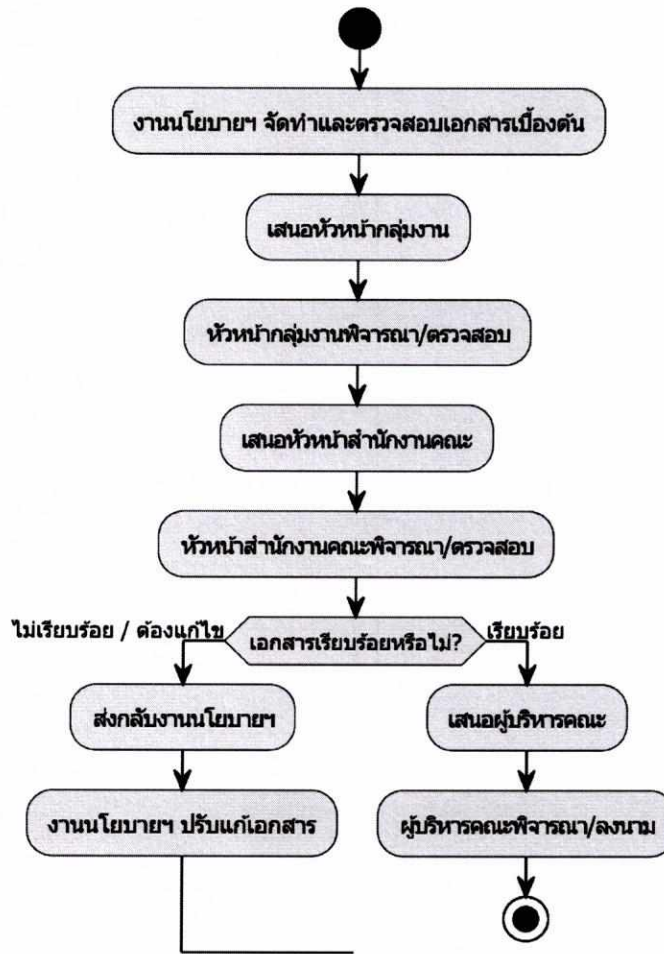 งานนโยบายฯ จัดทำและตรวจสอบเอกสารเบื้องต้น
เสนอหัวหน้ากลุ่มงาน
หัวหน้ากลุ่มงานพิจารณา/ตรวจสอบ
เสนอหัวหน้าสำนักงานคณะ
หัวหน้าสำนักงานคณะพิจารณา/ตรวจสอบ
ไม่เรียบร้อย / ต้องแก้ไข
เอกสารเรียบร้อยหรือไม่?
เรียบร้อย
ส่งกลับงานนโยบายฯ
เสนอผู้บริหารคณะ
งานนโยบายฯ ปรับแก้เอกสาร
ผู้บริหารคณะพิจารณา/ลงนาม